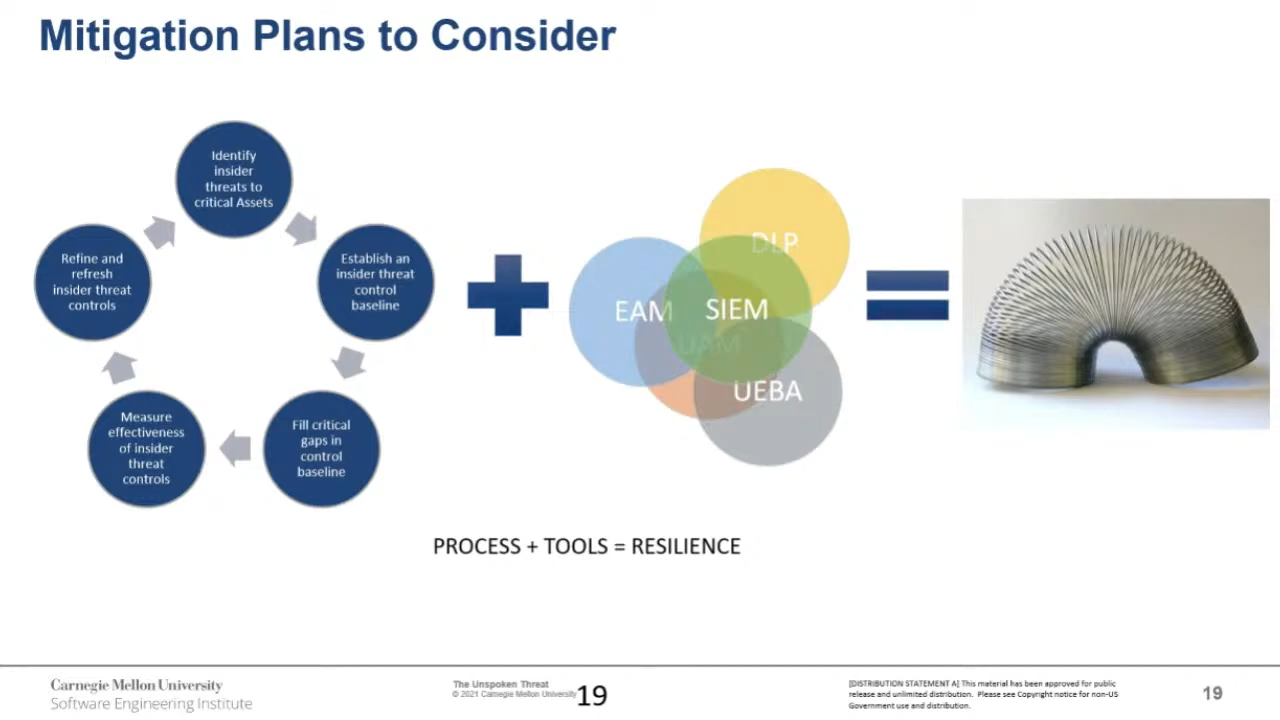 Mitigation Plans to Consider
Identify
insider
threats to
critical Assets
Establish an
insider threat
control
baseline
Fill critical
gaps in
control
baseline
Measure
effectiveness
of insider
threat
controls
Refine and
refresh
insider threat
controls
DLP
EAM
SIEM
UAM
UEBA
PROCESS + TOOLS = RESILIENCE
Carnegie Mellon University
Software Engineering Institute
The Unspoken Threat
© 2021 Carnegie Mellon University
19
[DISTRIBUTION STATEMENT A] This material has been approved for public
release and unlimited distribution. Please see Copyright notice for non-US
Government use and distribution.
19